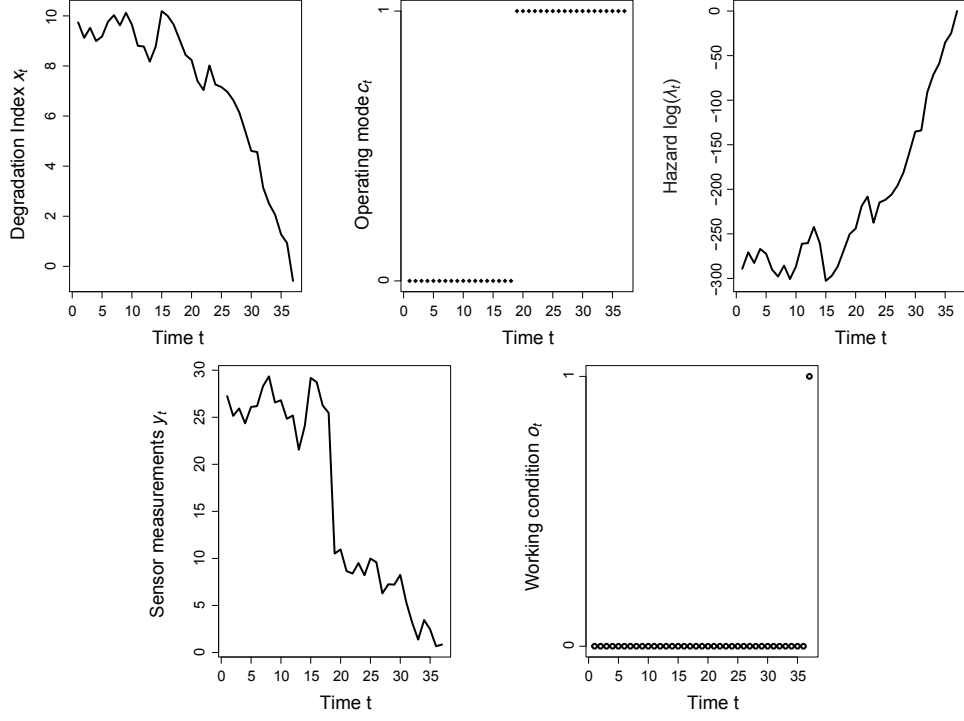 Degradation Index x_t
10
8
6
4
2
0
0 5 10 15 20 25 30 35
Time t
Operating mode c_t
1
0
0 5 10 15 20 25 30 35
Time t
Hazard log(λ_t)
0
−50
−100
−150
−200
−250
−300
0 5 10 15 20 25 30 35
Time t
Sensor measurements y_t
30
25
20
15
10
5
0
0 5 10 15 20 25 30 35
Time t
Working condition o_t
1
0
0 5 10 15 20 25 30 35
Time t